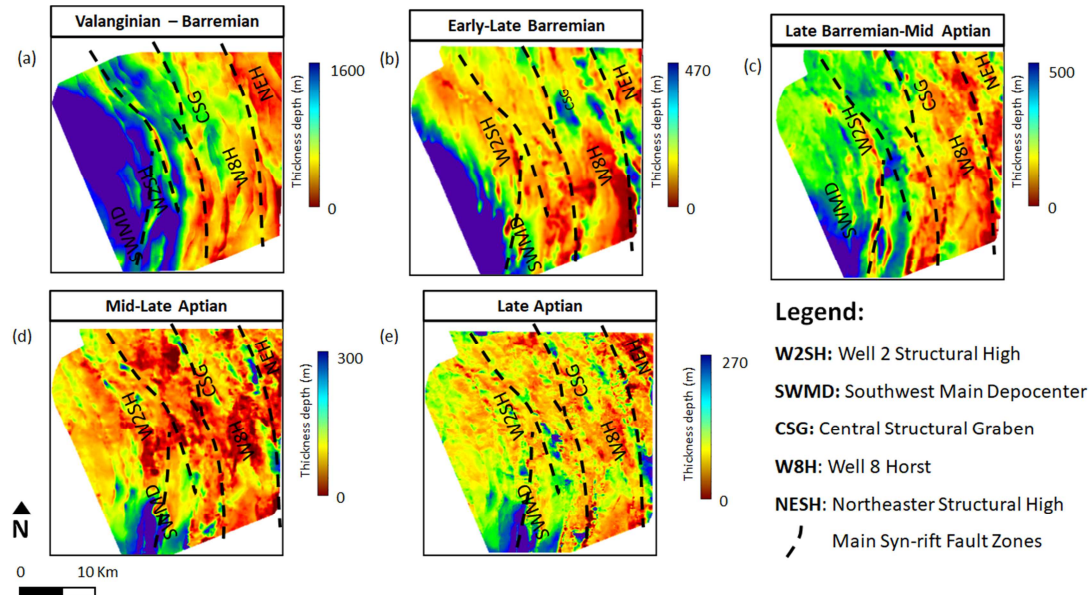 Valanginian – Barremian
(a)
1600
0
Thickness depth (m)
CSG
NEH
W2SH
W8H
SWMD
Early-Late Barremian
(b)
470
0
Thickness depth (m)
CSG
NEH
W2SH
W8H
SWMD
Late Barremian-Mid Aptian
(c)
500
0
Thickness depth (m)
CSG
NEH
W2SH
W8H
SWMD
Mid-Late Aptian
(d)
300
0
Thickness depth (m)
CSG
NEH
W2SH
W8H
SWMD
Late Aptian
(e)
270
0
Thickness depth (m)
CSG
NEH
W2SH
W8H
SWMD
Legend:
W2SH: Well 2 Structural High
SWMD: Southwest Main Depocenter
CSG: Central Structural Graben
W8H: Well 8 Horst
NESH: Northeaster Structural High
Main Syn-rift Fault Zones
N
0 10 Km